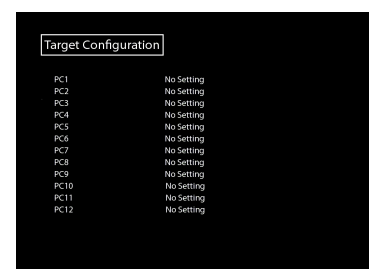 Target Configuration
PC1 No Setting
PC2 No Setting
PC3 No Setting
PC4 No Setting
PC5 No Setting
PC6 No Setting
PC7 No Setting
PC8 No Setting
PC9 No Setting
PC10 No Setting
PC11 No Setting
PC12 No Setting